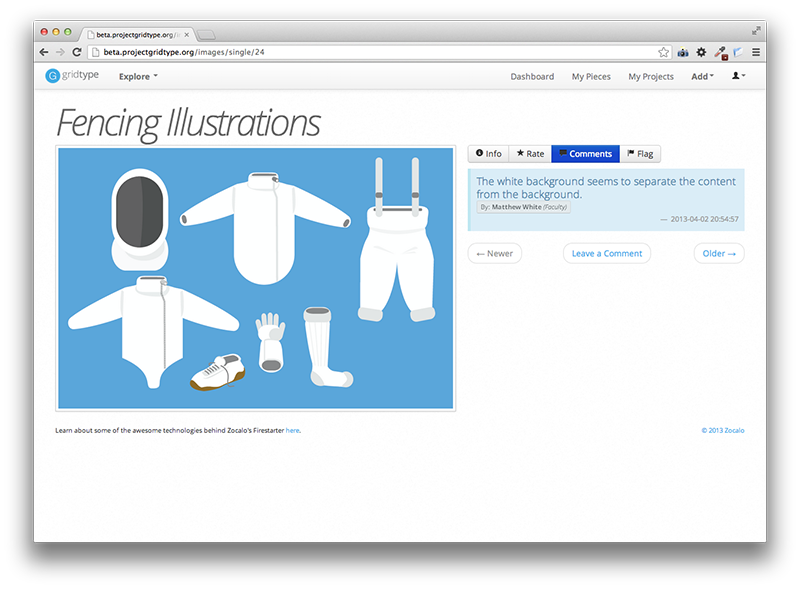 beta.projectgridtype.org/i
beta.projectgridtype.org/images/single/24
G gridtype
Explore
Dashboard
My Pieces
My Projects
Add
Fencing Illustrations
Info
Rate
Comments
Flag
The white background seems to separate the content
from the background.
By: Matthew White (Faculty)
— 2013-04-02 20:54:57
← Newer
Leave a Comment
Older →
Learn about some of the awesome technologies behind Zocalo's Firestarter here.
© 2013 Zocalo